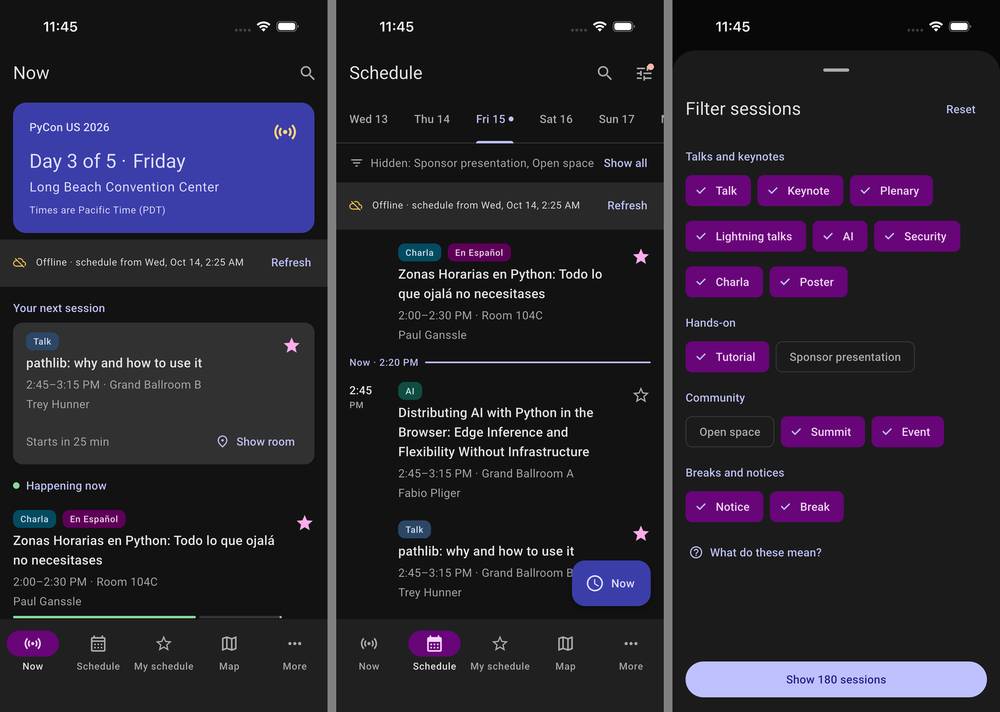 11:45
Now
PyCon US 2026
Day 3 of 5 · Friday
Long Beach Convention Center
Times are Pacific Time (PDT)
Offline · schedule from Wed, Oct 14, 2:25 AM
Refresh
Your next session
Talk
pathlib: why and how to use it
2:45–3:15 PM · Grand Ballroom B
Trey Hunner
Starts in 25 min
Show room
Happening now
Charla
En Español
Zonas Horarias en Python: Todo lo que ojalá
no necesitases
2:00–2:30 PM · Room 104C
Paul Ganssle
Now
Schedule
My schedule
Map
More
11:45
Schedule
Wed 13
Thu 14
Fri 15
Sat 16
Sun 17
Hidden: Sponsor presentation, Open space
Show all
Offline · schedule from Wed, Oct 14, 2:25 AM
Refresh
Charla
En Español
Zonas Horarias en Python: Todo lo
que ojalá no necesitases
2:00–2:30 PM · Room 104C
Paul Ganssle
Now · 2:20 PM
2:45
PM
AI
Distributing AI with Python in the
Browser: Edge Inference and
Flexibility Without Infrastructure
2:45–3:15 PM · Grand Ballroom A
Fabio Pliger
Talk
pathlib: why and how to use it
2:45–3:15 PM · Grand Ballroom B
Trey Hunner
Now
Now
Schedule
My schedule
Map
More
11:45
Filter sessions
Reset
Talks and keynotes
Talk
Keynote
Plenary
Lightning talks
AI
Security
Charla
Poster
Hands-on
Tutorial
Sponsor presentation
Community
Open space
Summit
Event
Breaks and notices
Notice
Break
What do these mean?
Show 180 sessions